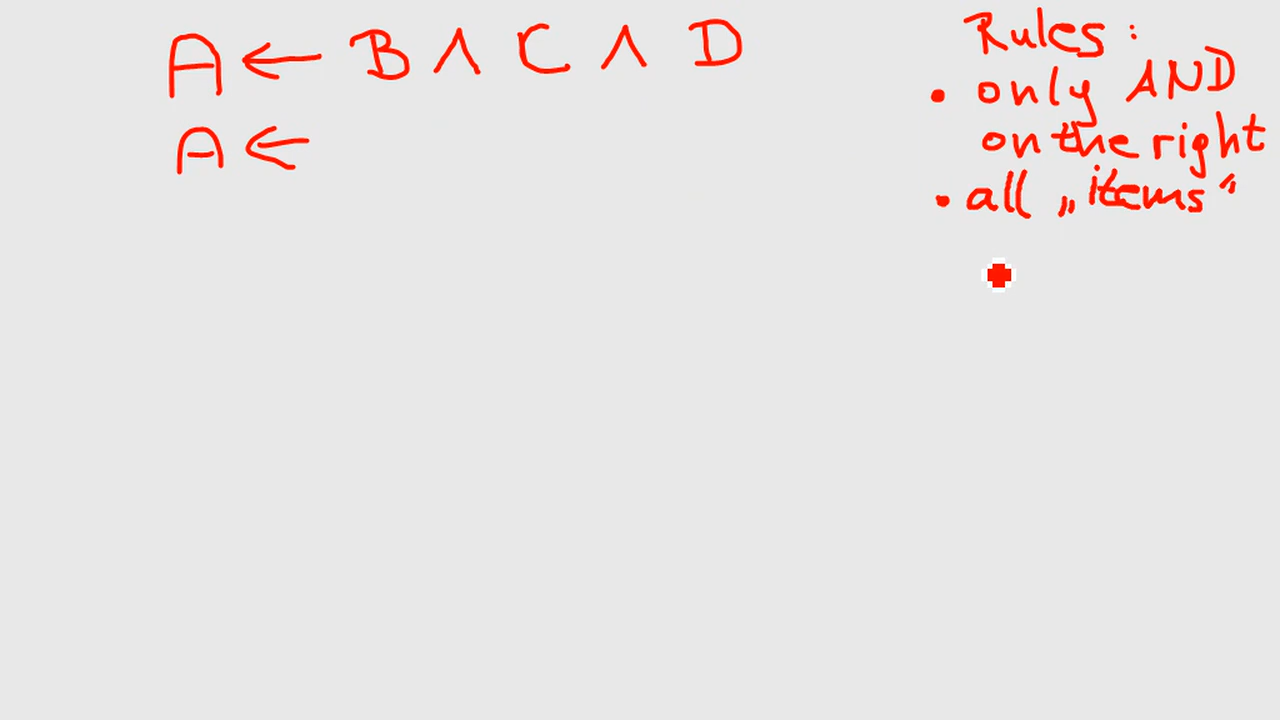 A ← B ∧ C ∧ D
A ←
Rules:
• only AND
on the right
• all „items“